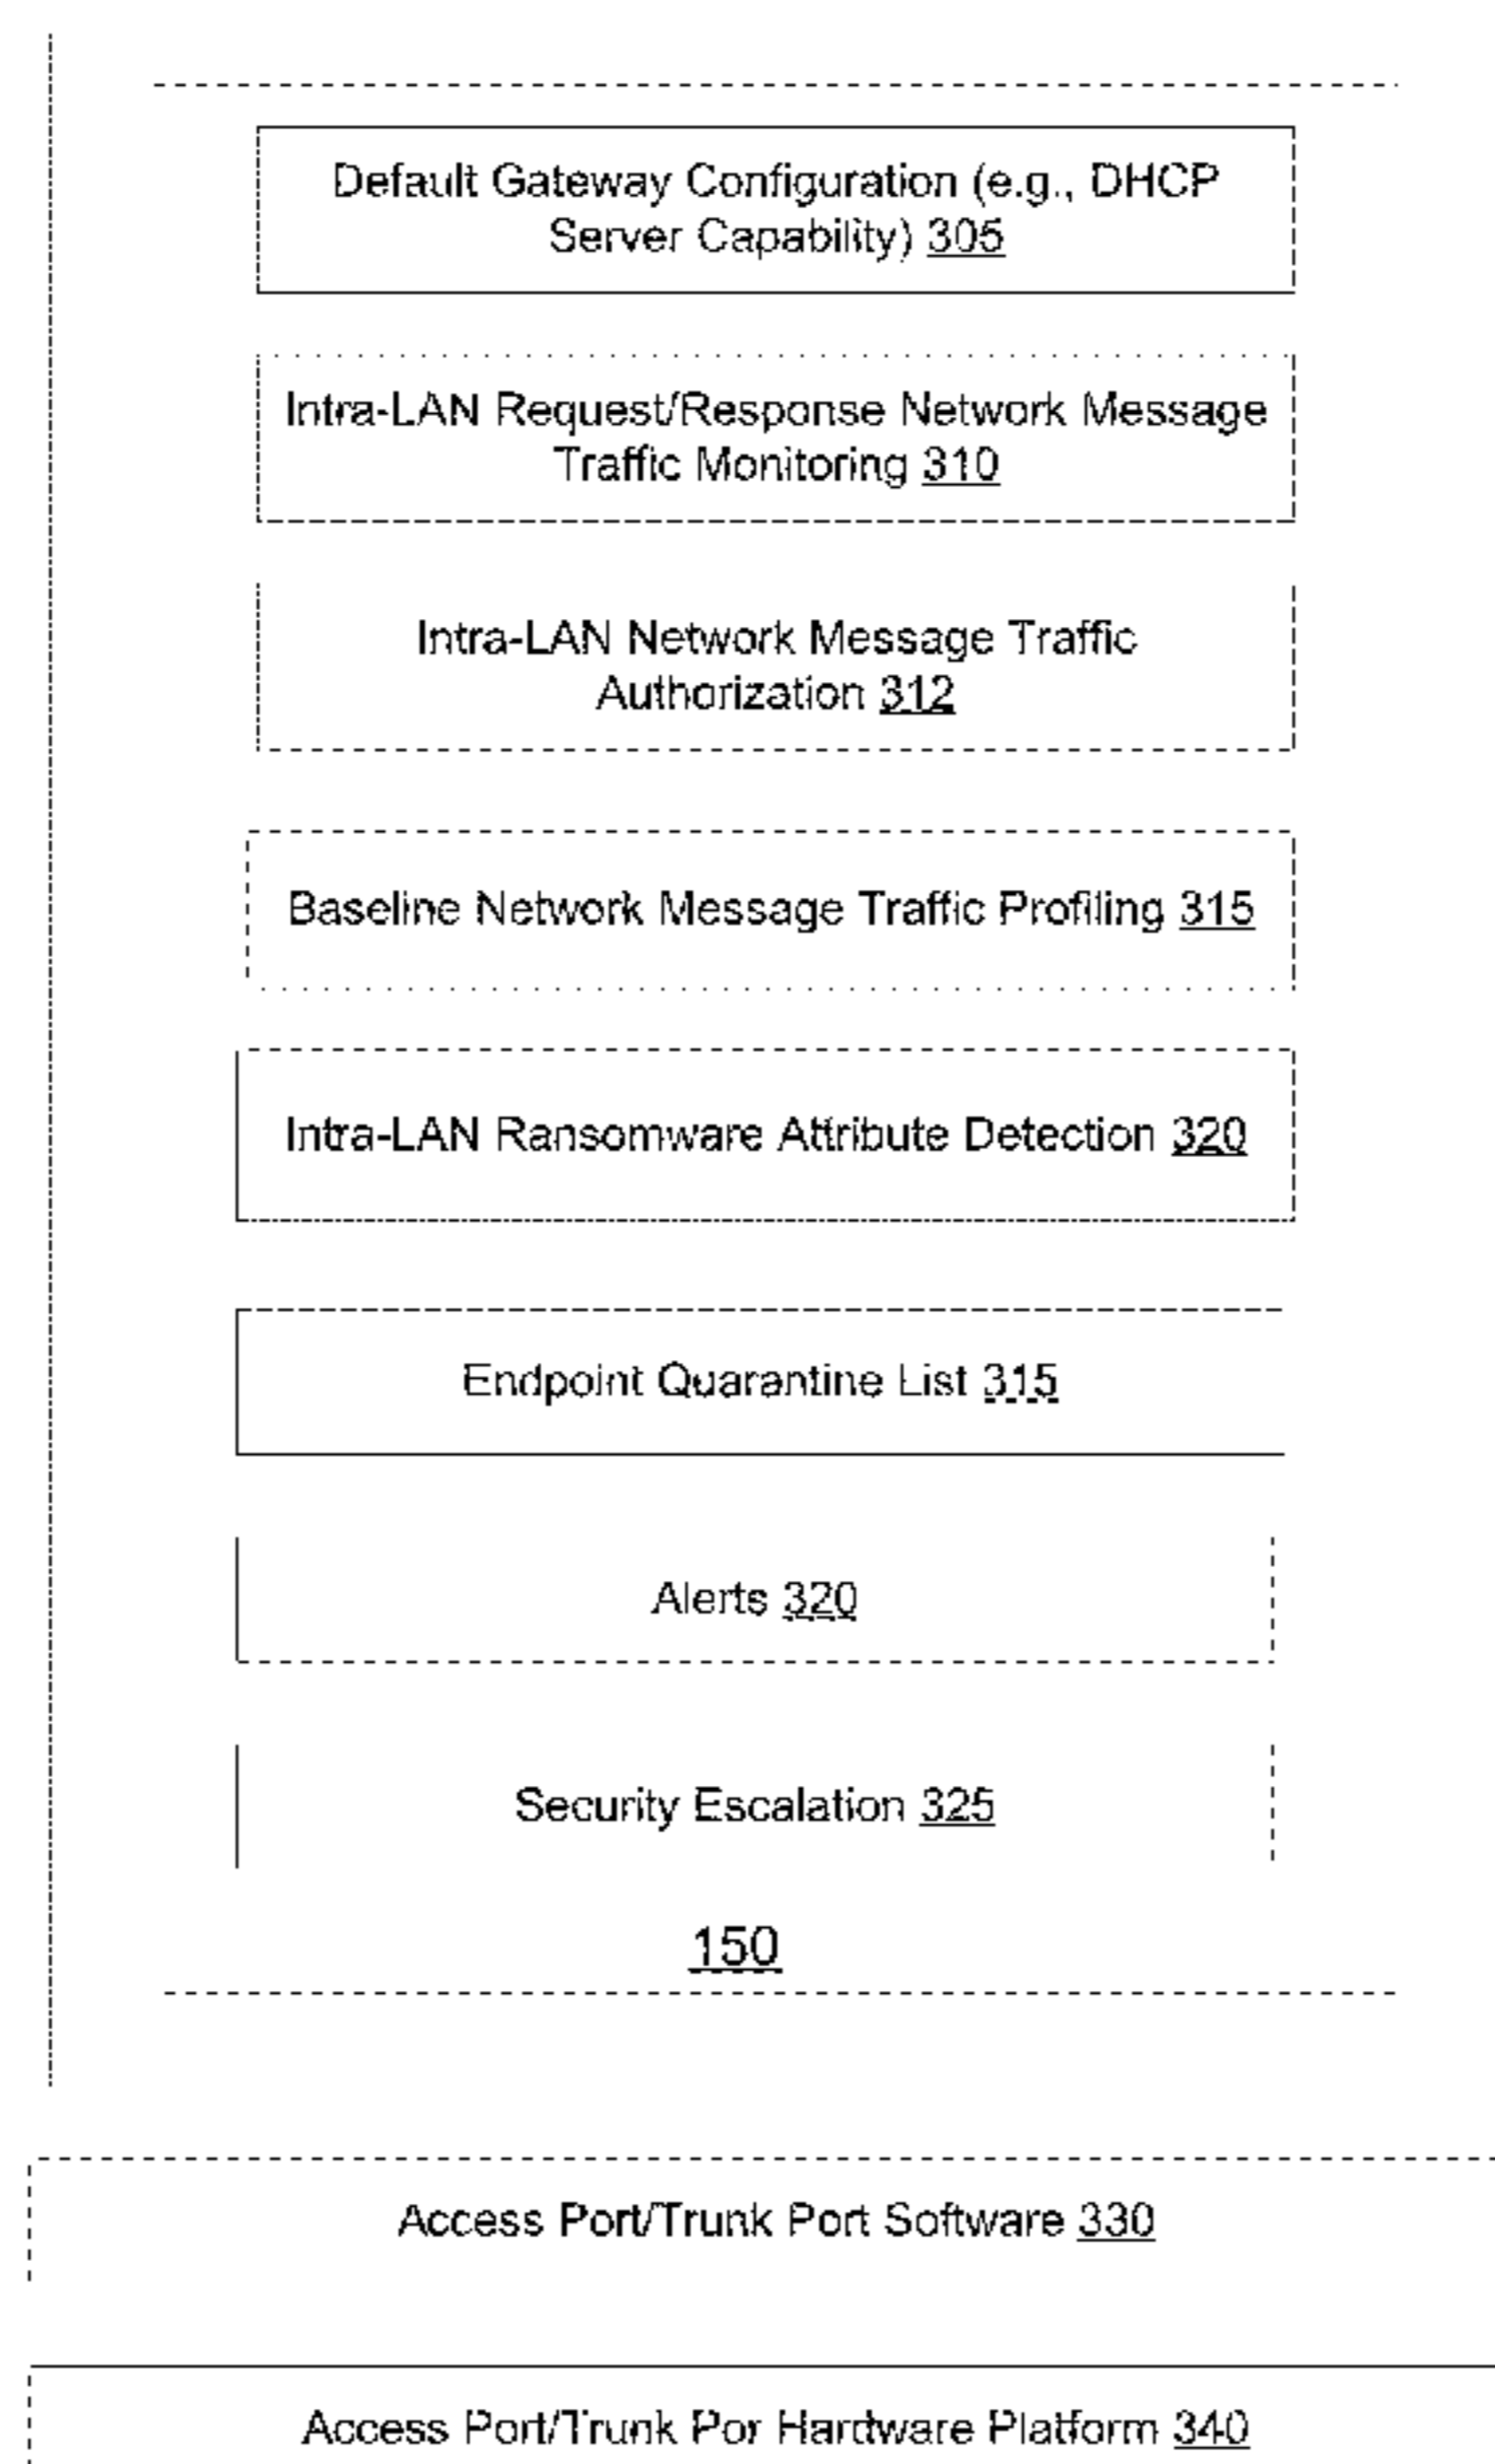 Default Gateway Configuration (e.g., DHCP
Server Capability) 305
Intra-LAN Request/Response Network Message
Traffic Monitoring 310
Intra-LAN Network Message Traffic
Authorization 312
Baseline Network Message Traffic Profiling 315
Intra-LAN Ransomware Attribute Detection 320
Endpoint Quarantine List 315
Alerts 320
Security Escalation 325
150
Access Port/Trunk Port Software 330
Access Port/Trunk Por Hardware Platform 340